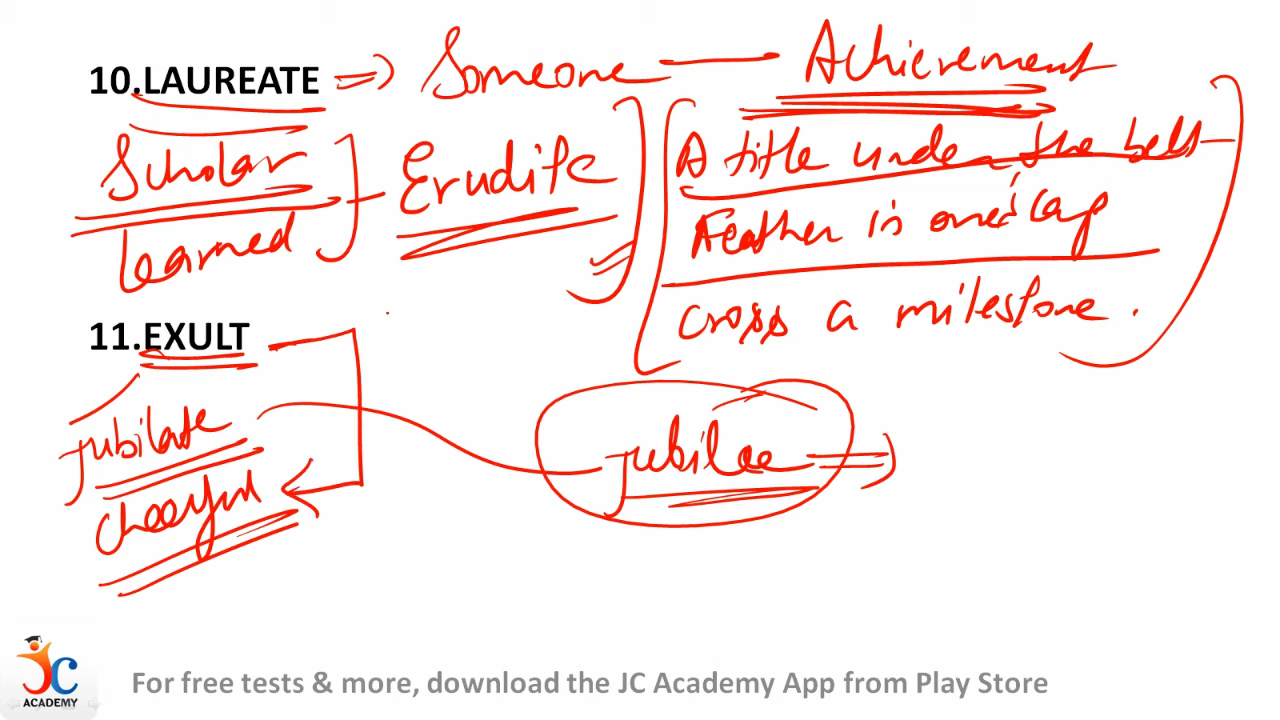 10.LAUREATE => Someone — Achievement
Scholar
learned
Erudite
A title under the belt
Feather in one's cap
cross a milestone.
11.EXULT
jubilate
cheerful
jubilee =>
JC
ACADEMY
For free tests & more, download the JC Academy App from Play Store